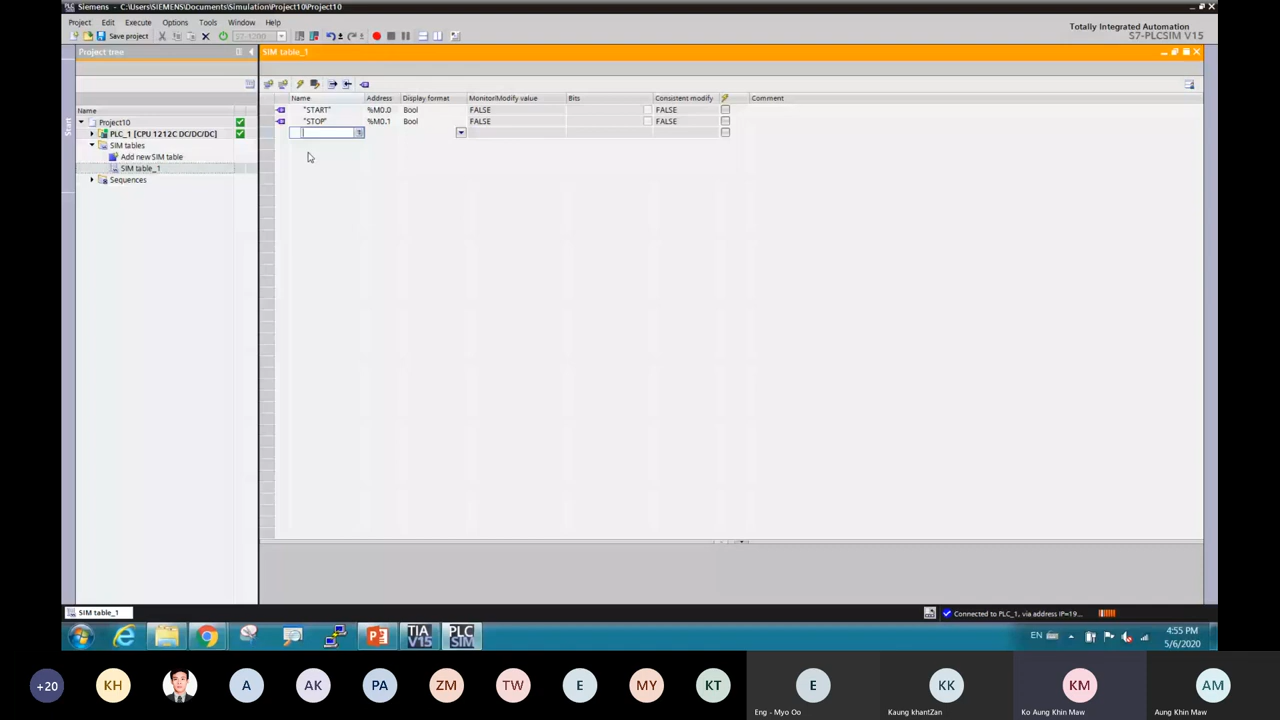 Siemens - C:\Users\SIEMENS\Documents\Simulation\Project10\Project10
Project Edit Execute Options Tools Window Help
Totally Integrated Automation
S7-PLCSIM V15
Save project S7-1200
Project tree
SIM table_1
Name
Project10
PLC_1 [CPU 1212C DC/DC/DC]
SIM tables
Add new SIM table
SIM table_1
Sequences
Start
Name Address Display format Monitor/Modify value Bits Consistent modify Comment
"START" %M0.0 Bool FALSE FALSE
"STOP" %M0.1 Bool FALSE FALSE
SIM table_1
Connected to PLC_1, via address IP=19...
TIA V15
PLC SIM
EN
4:55 PM
5/6/2020
+20 KH A AK PA ZM TW E MY KT E KK KM AM
Eng - Myo Oo Kaung khantZan Ko Aung Khin Maw Aung Khin Maw